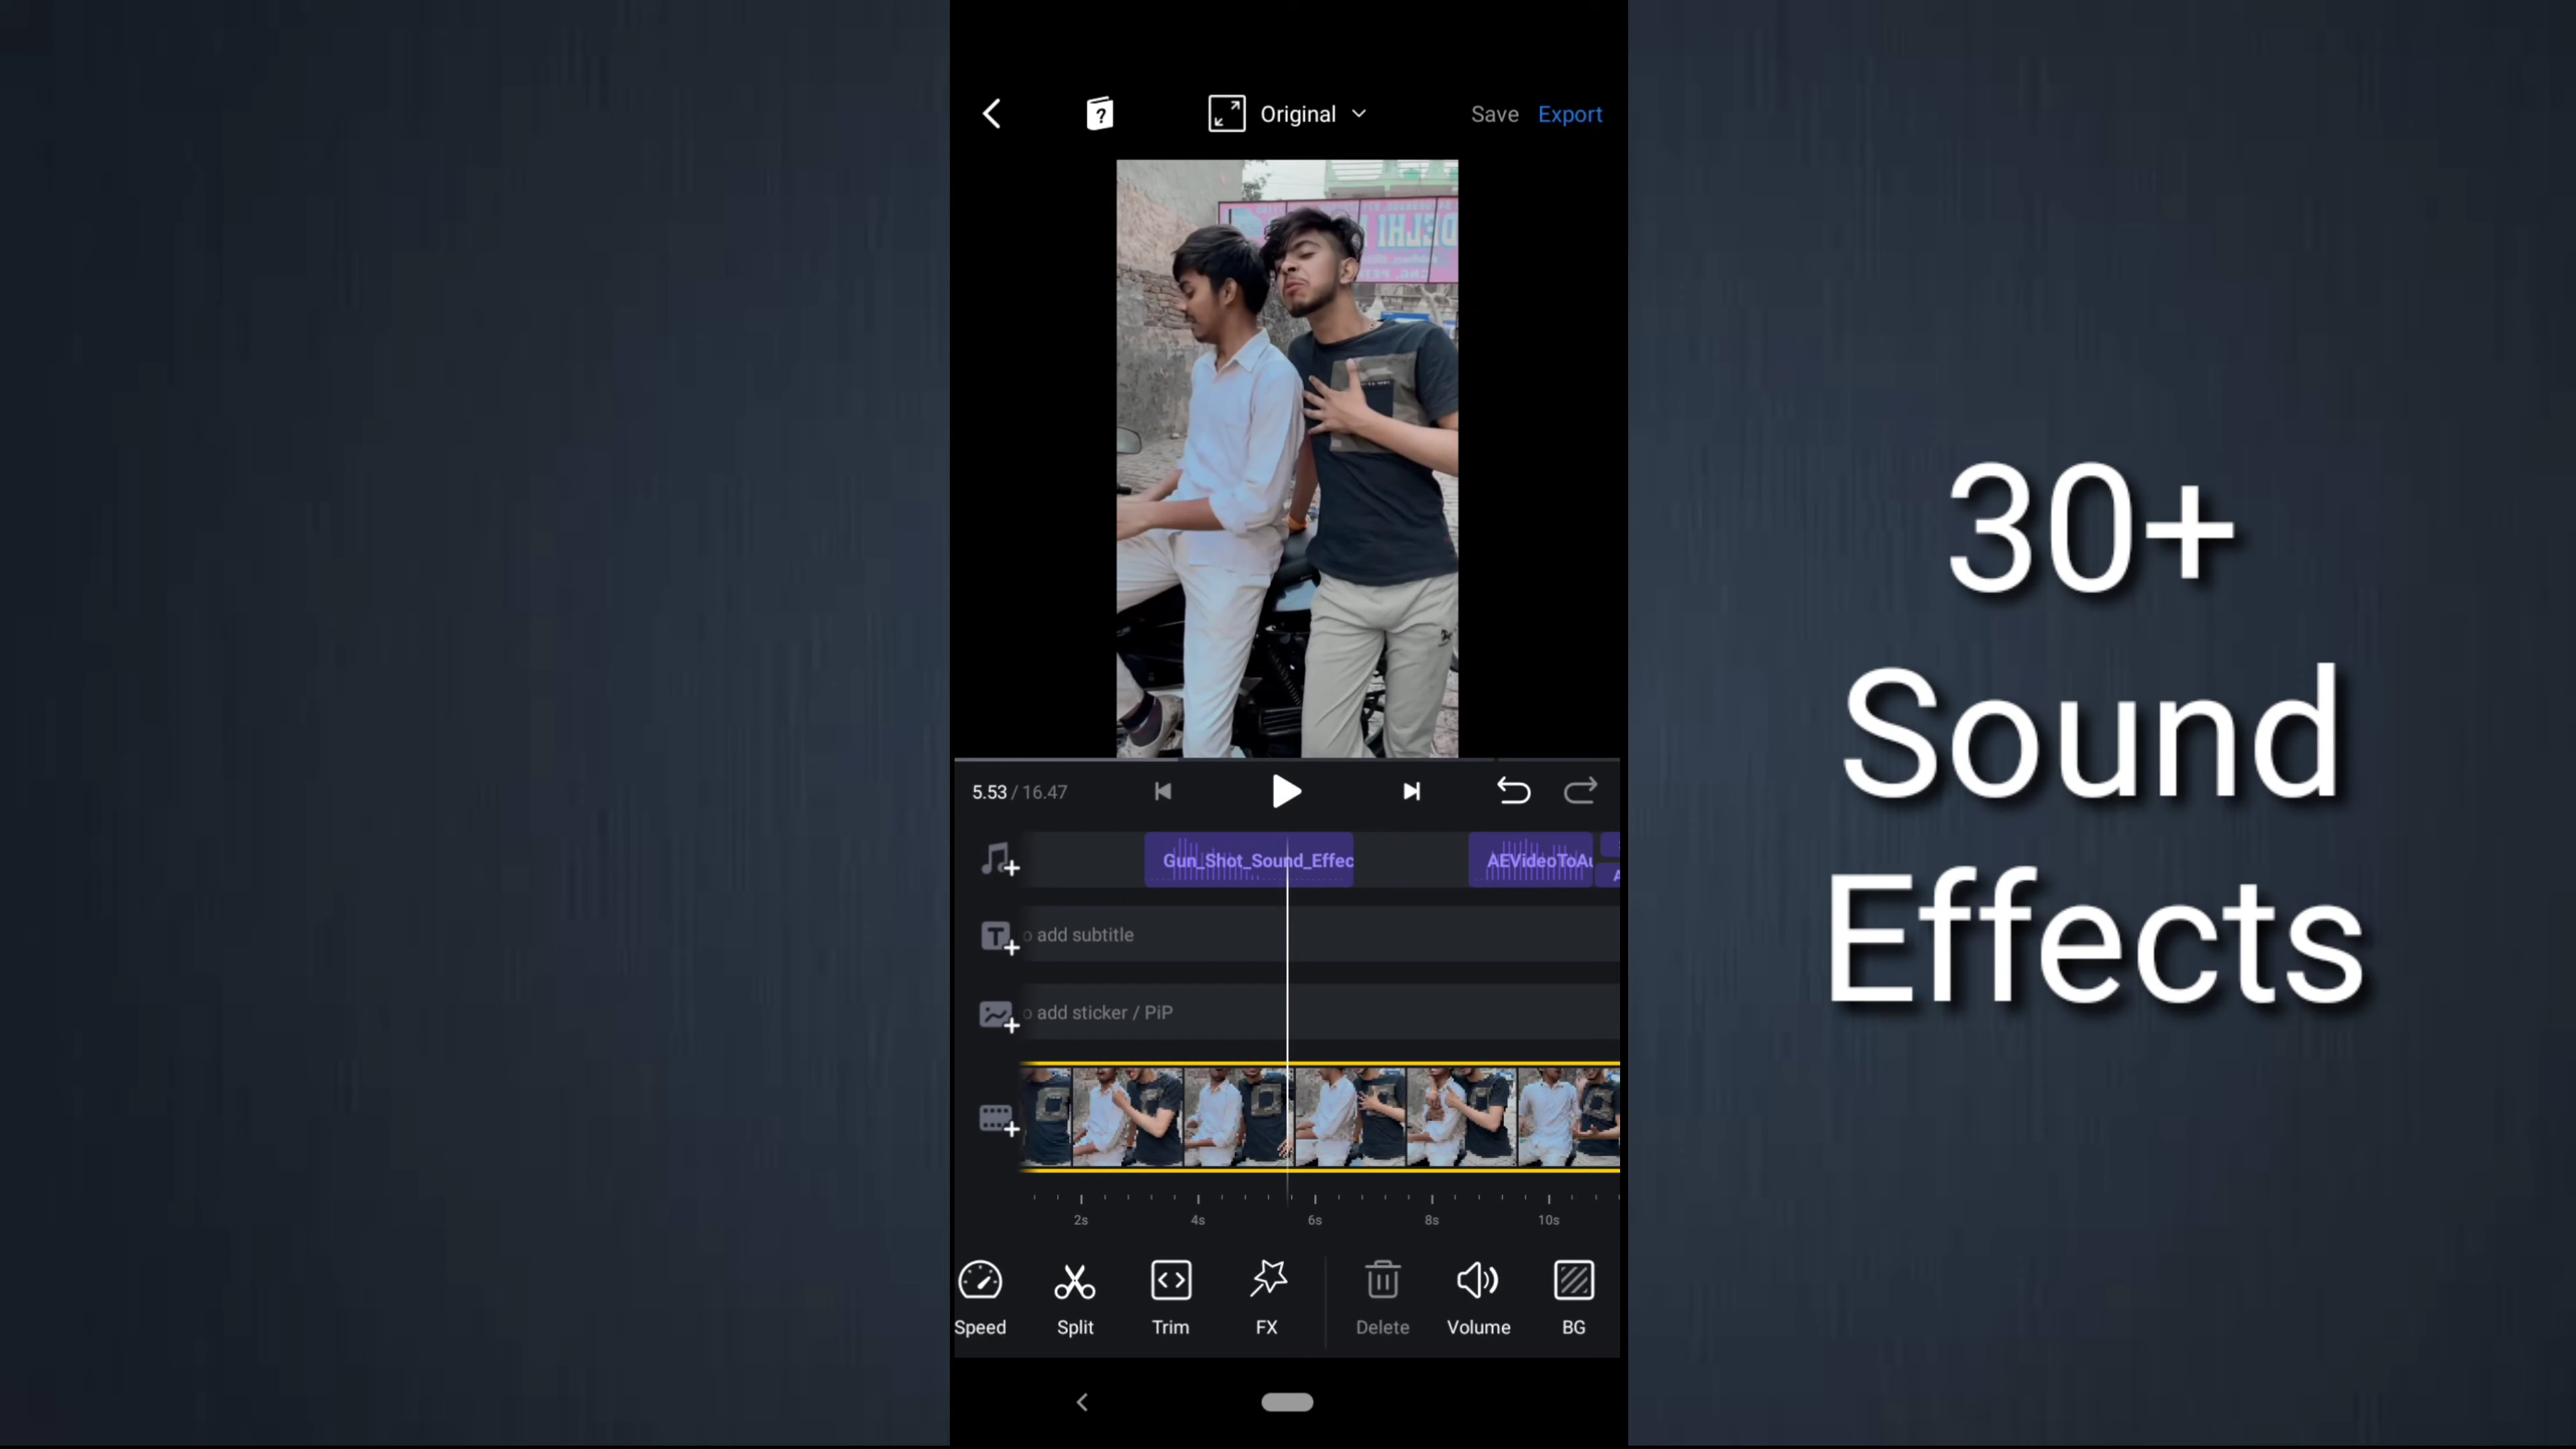 Original
Save Export
5.53 / 16.47
Gun_Shot_Sound_Effec
AEVideoToAu
o add subtitle
o add sticker / PiP
2s 4s 6s 8s 10s
Speed Split Trim FX Delete Volume BG
30+
Sound
Effects